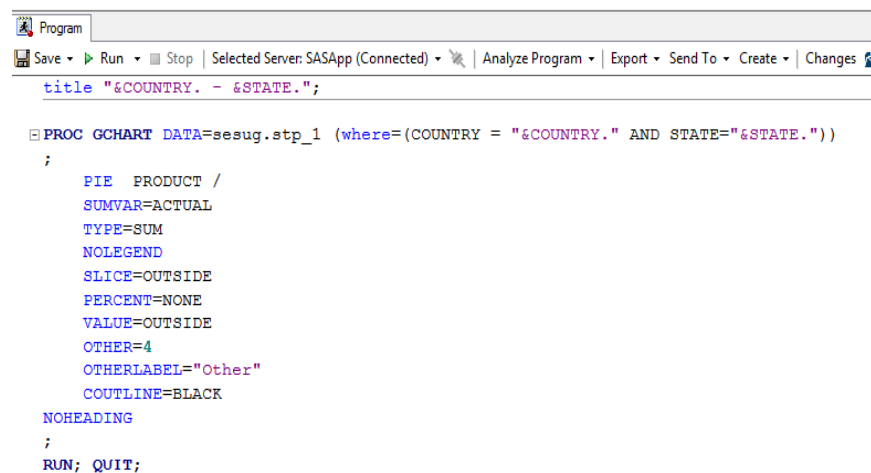 Program
Save Run Stop Selected Server: SASApp (Connected) Analyze Program Export Send To Create Changes
title "&COUNTRY. - &STATE.";
PROC GCHART DATA=sesug.stp_1 (where=(COUNTRY = "&COUNTRY." AND STATE="&STATE."))
;
PIE PRODUCT /
SUMVAR=ACTUAL
TYPE=SUM
NOLEGEND
SLICE=OUTSIDE
PERCENT=NONE
VALUE=OUTSIDE
OTHER=4
OTHERLABEL="Other"
COUTLINE=BLACK
NOHEADING
;
RUN; QUIT;